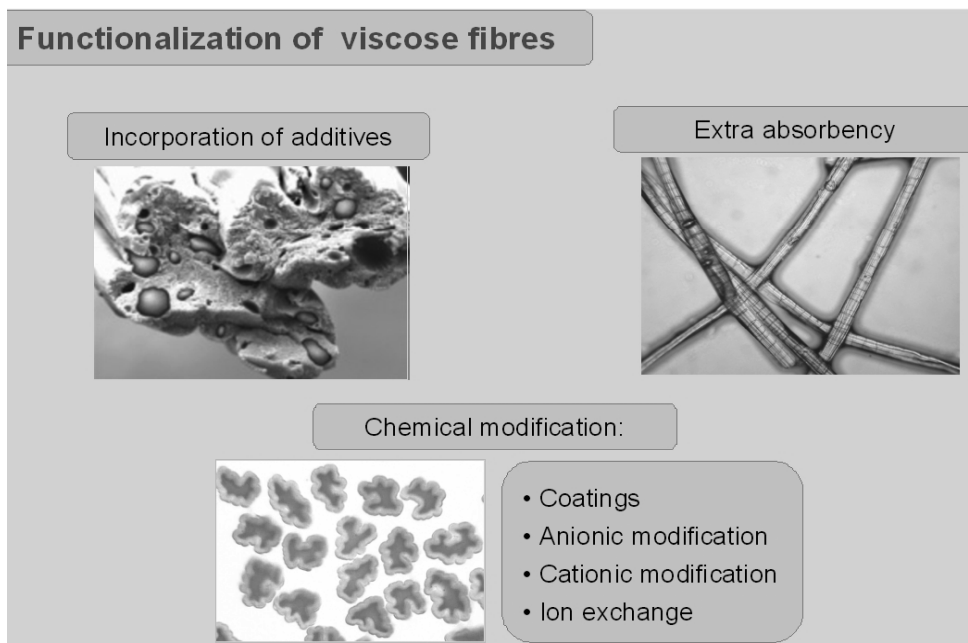 Functionalization of viscose fibres
Incorporation of additives
Extra absorbency
Chemical modification:
• Coatings
• Anionic modification
• Cationic modification
• Ion exchange